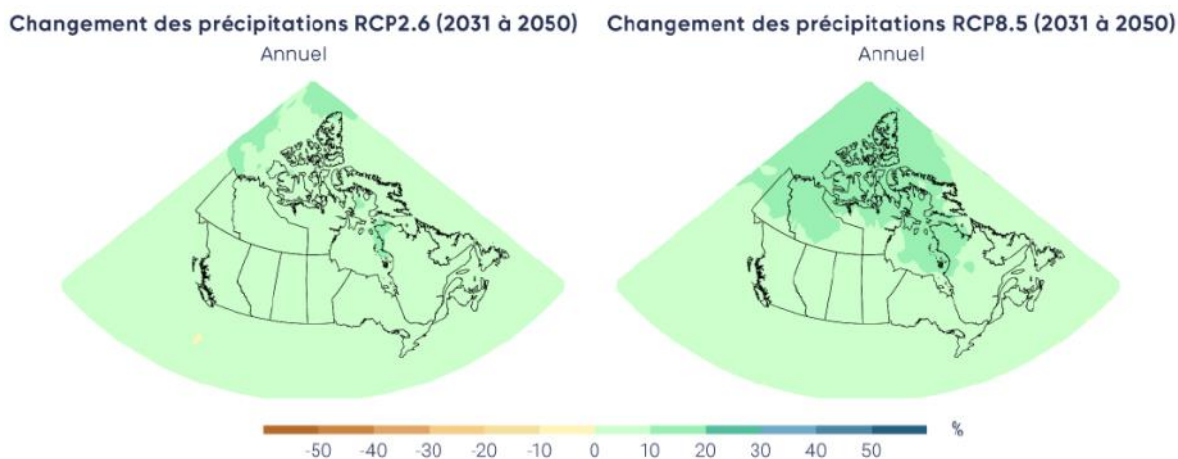 Changement des précipitations RCP2.6 (2031 à 2050)
Annuel
Changement des précipitations RCP8.5 (2031 à 2050)
Annuel
-50 -40 -30 -20 -10 0 10 20 30 40 50 %